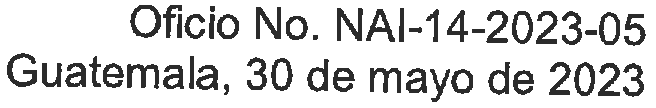 Oficio No. NAI-14-2023-05
Guatemala, 30 de mayo de 2023